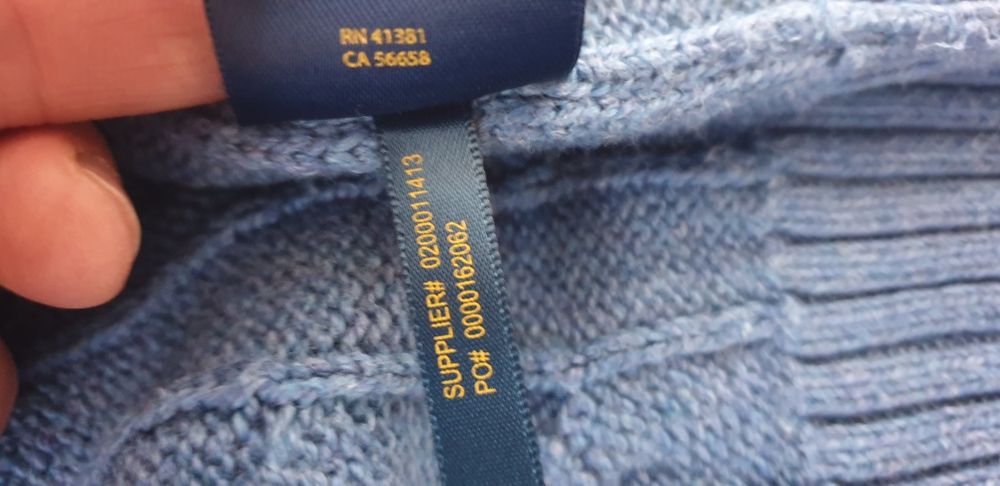 RN 41381
CA 56658
SUPPLIER# 0200011413
PO# 0000162062